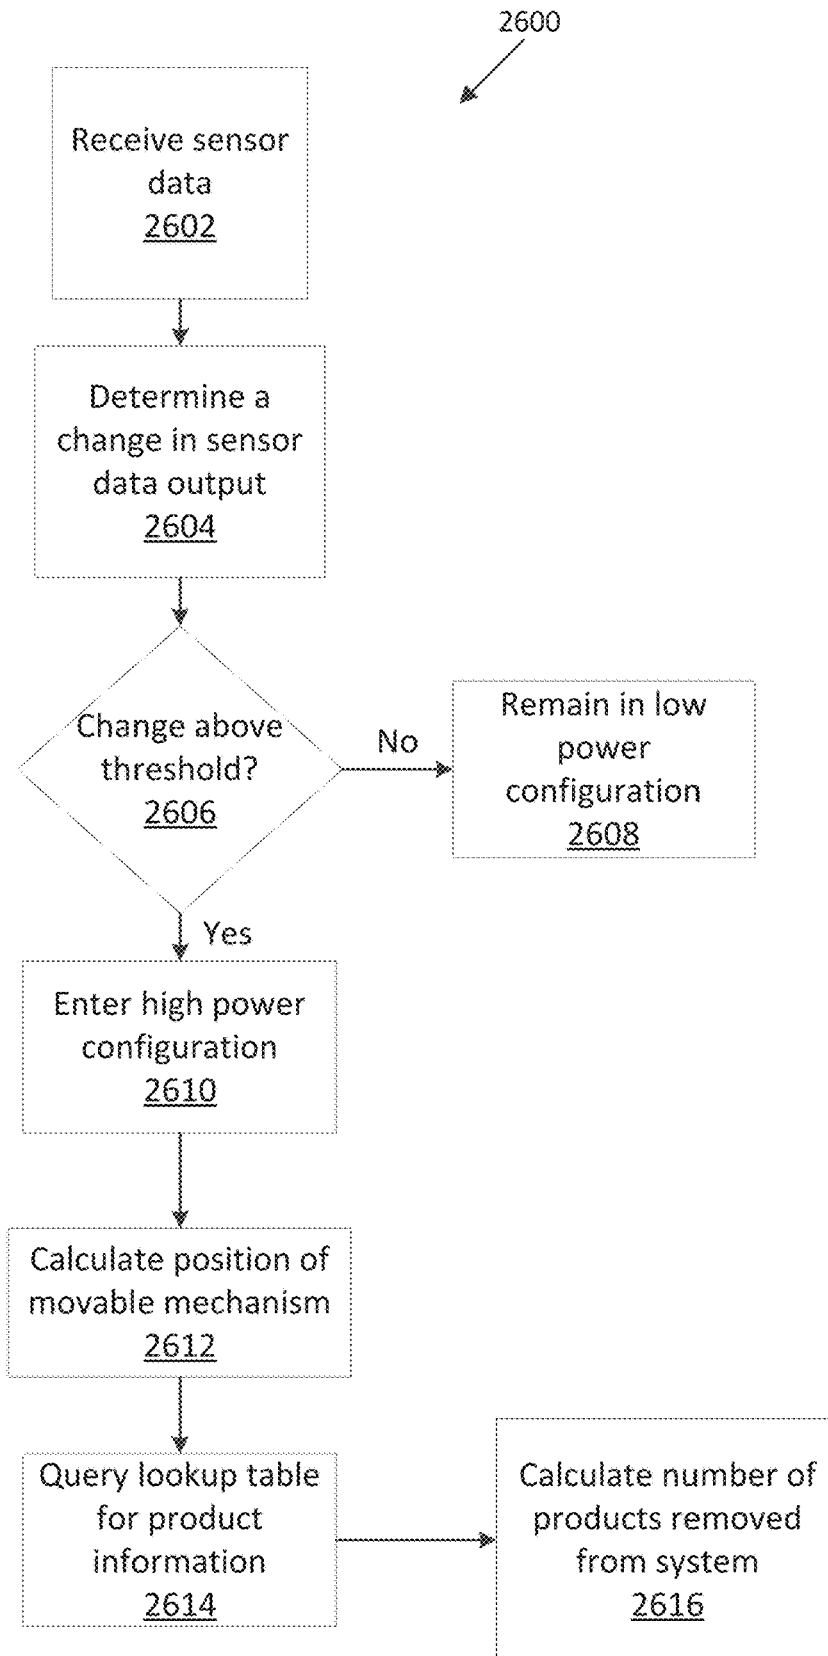 2600
Receive sensor
data
2602
Determine a
change in sensor
data output
2604
Change above
threshold?
2606
No
Remain in low
power
configuration
2608
Yes
Enter high power
configuration
2610
Calculate position of
movable mechanism
2612
Query lookup table
for product
information
2614
Calculate number of
products removed
from system
2616